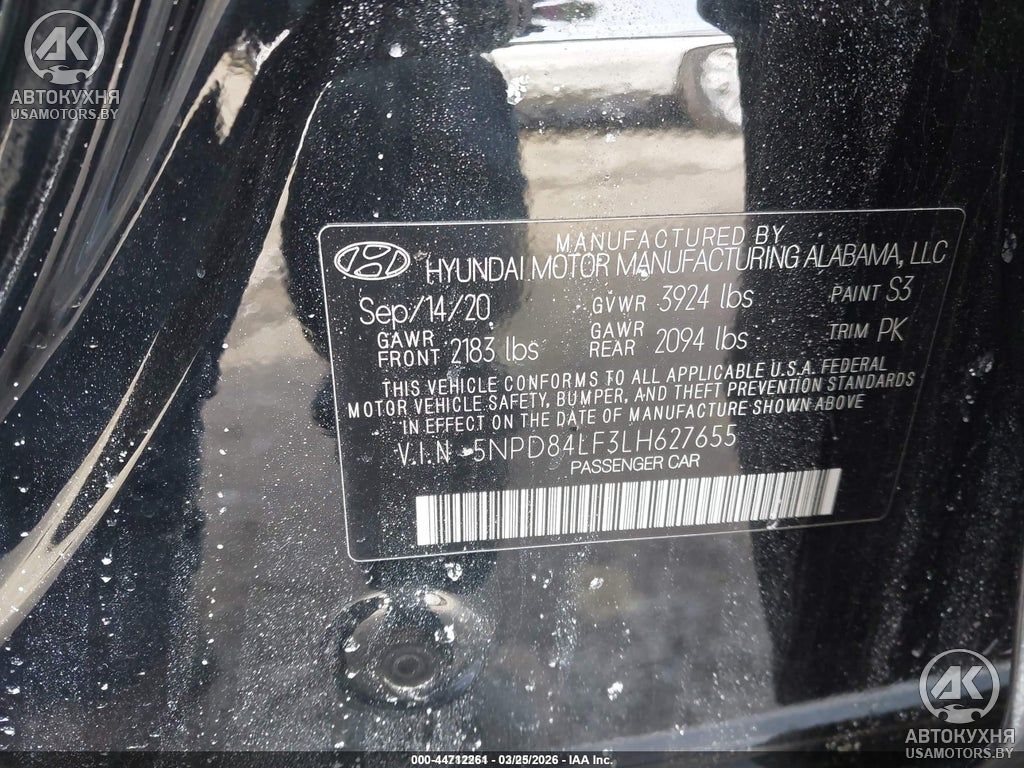 AK
АВТОКУХНЯ
USAMOTORS.BY
MANUFACTURED BY
HYUNDAI MOTOR MANUFACTURING ALABAMA, LLC
Sep/14/20 GVWR 3924 lbs PAINT S3
GAWR FRONT 2183 lbs GAWR REAR 2094 lbs TRIM PK
THIS VEHICLE CONFORMS TO ALL APPLICABLE U.S.A. FEDERAL
MOTOR VEHICLE SAFETY, BUMPER, AND THEFT PREVENTION STANDARDS
IN EFFECT ON THE DATE OF MANUFACTURE SHOWN ABOVE
V.I.N 5NPD84LF3LH627655
PASSENGER CAR
AK
АВТОКУХНЯ
USAMOTORS.BY
000-44712261 - 03/25/2026 - IAA Inc.